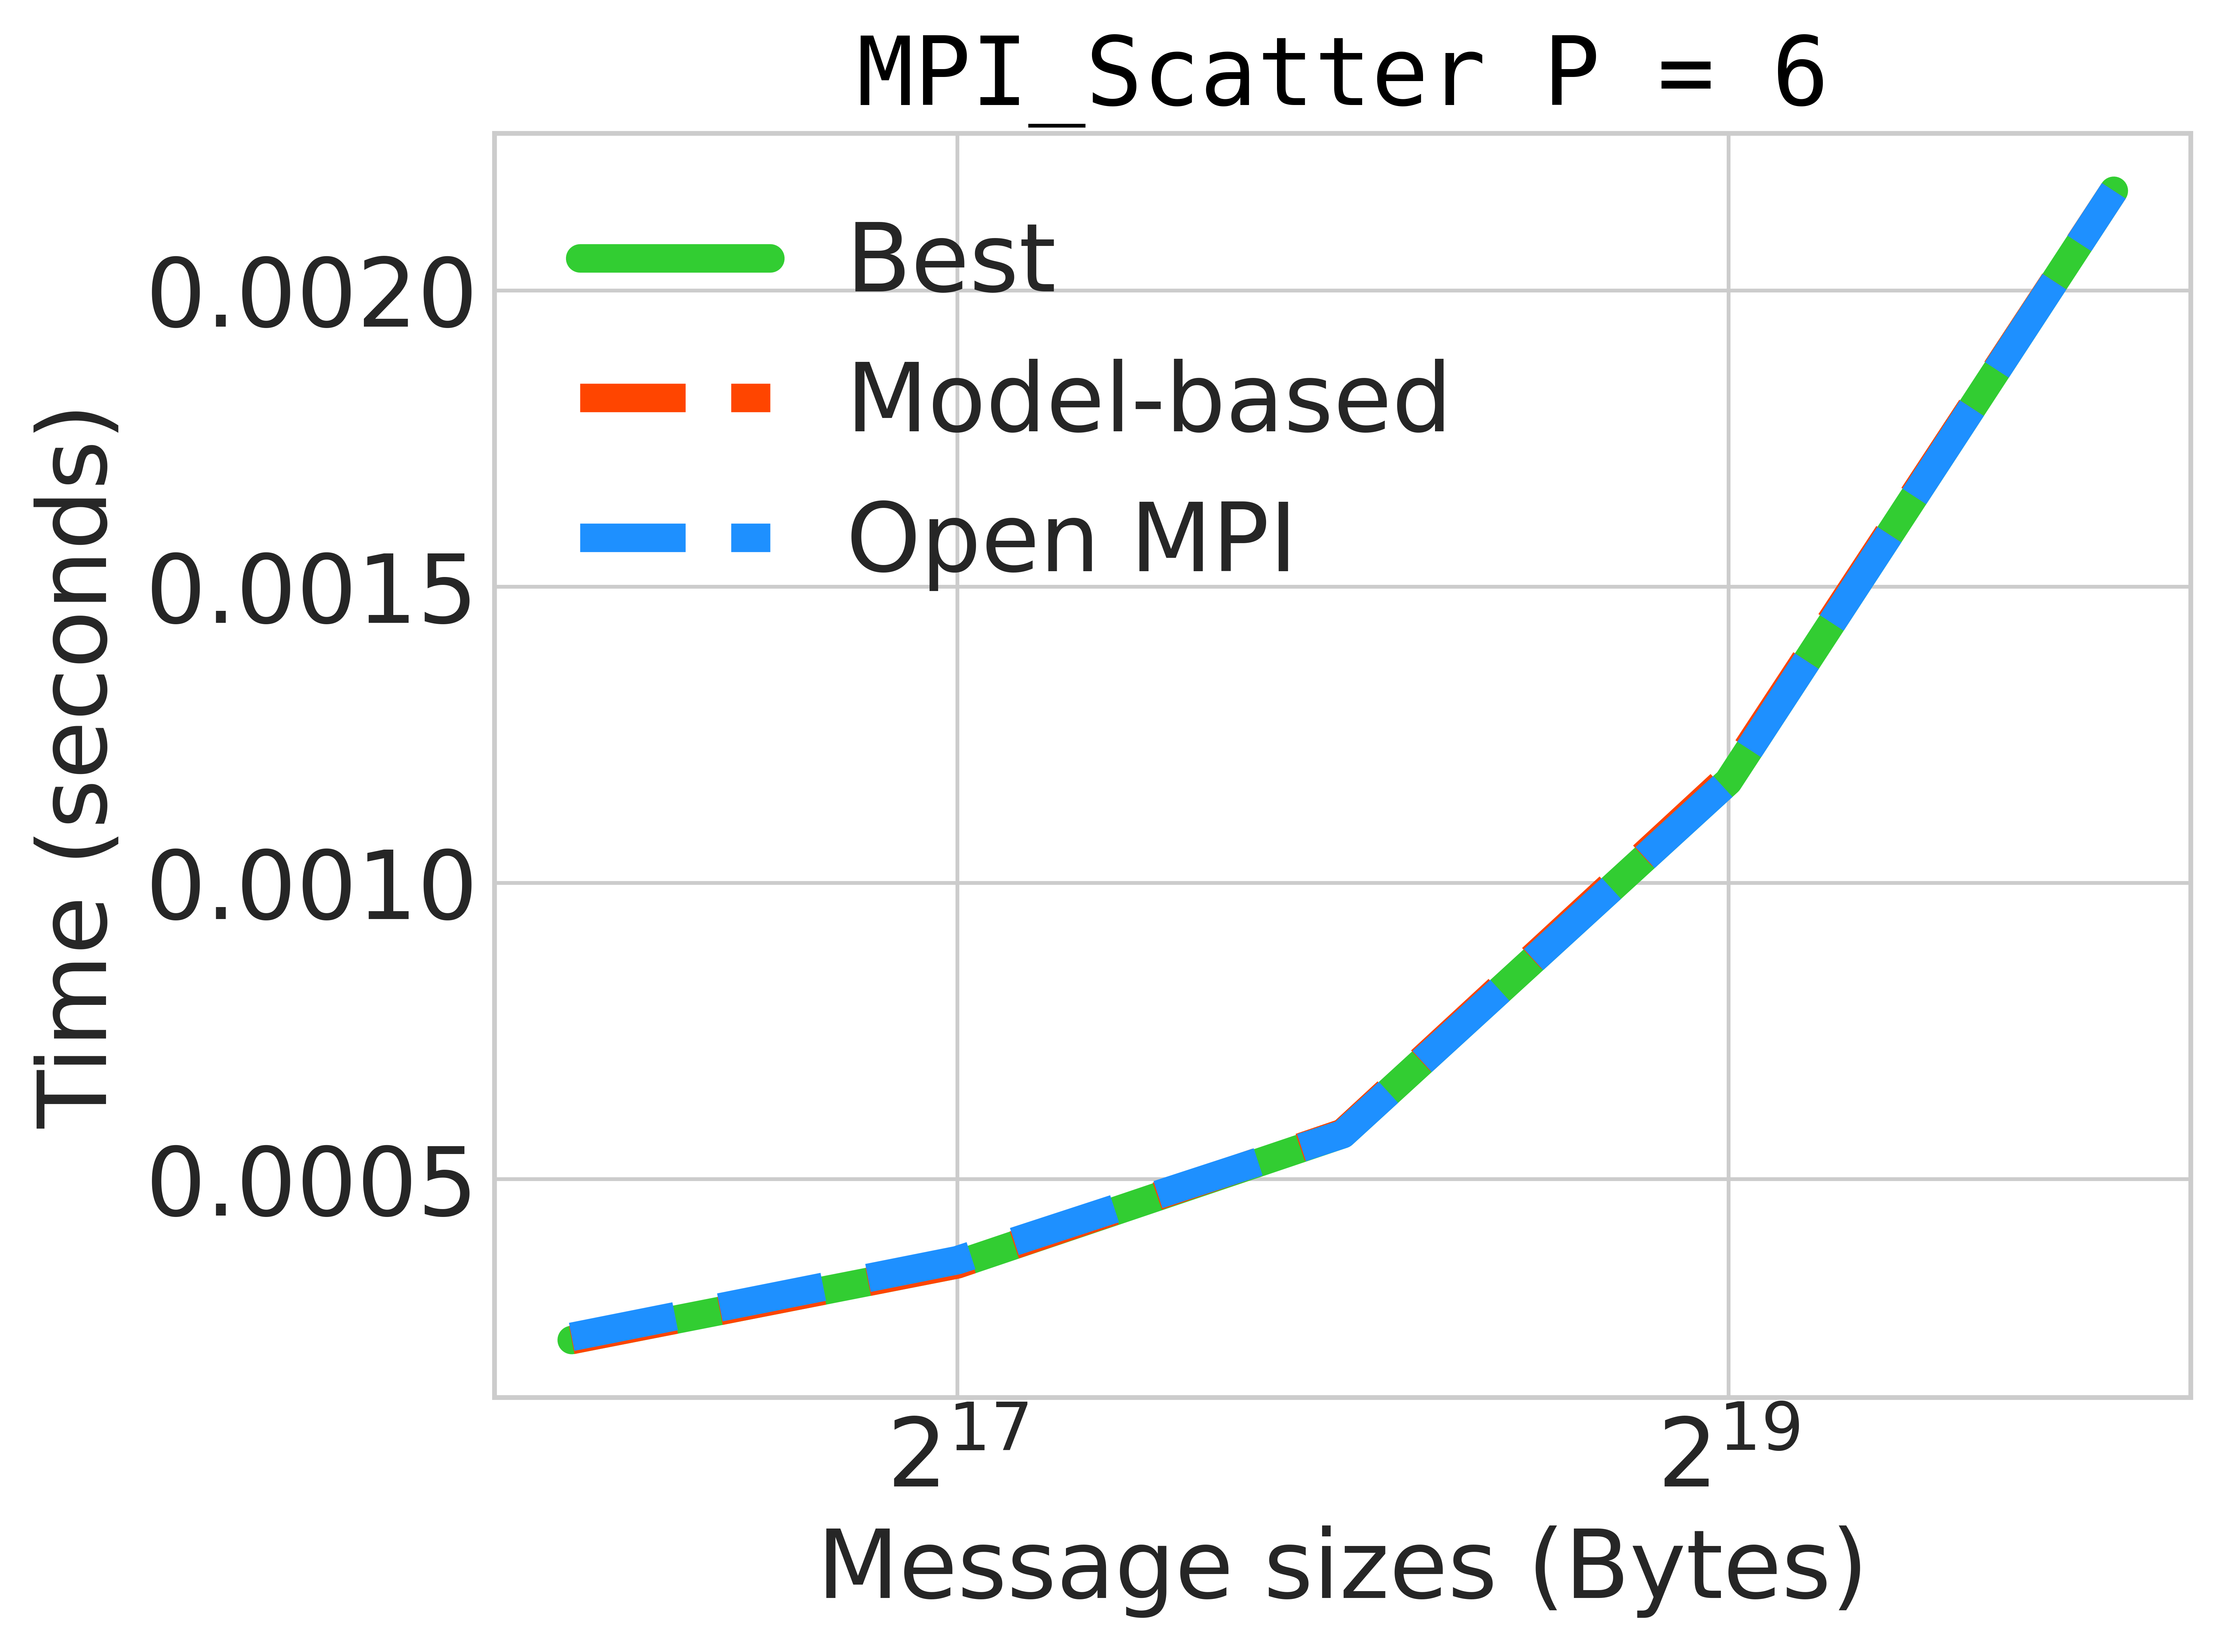 MPI_Scatter P = 6
Best
Model-based
Open MPI
0.0020
0.0015
0.0010
0.0005
Time (seconds)
2^17
2^19
Message sizes (Bytes)